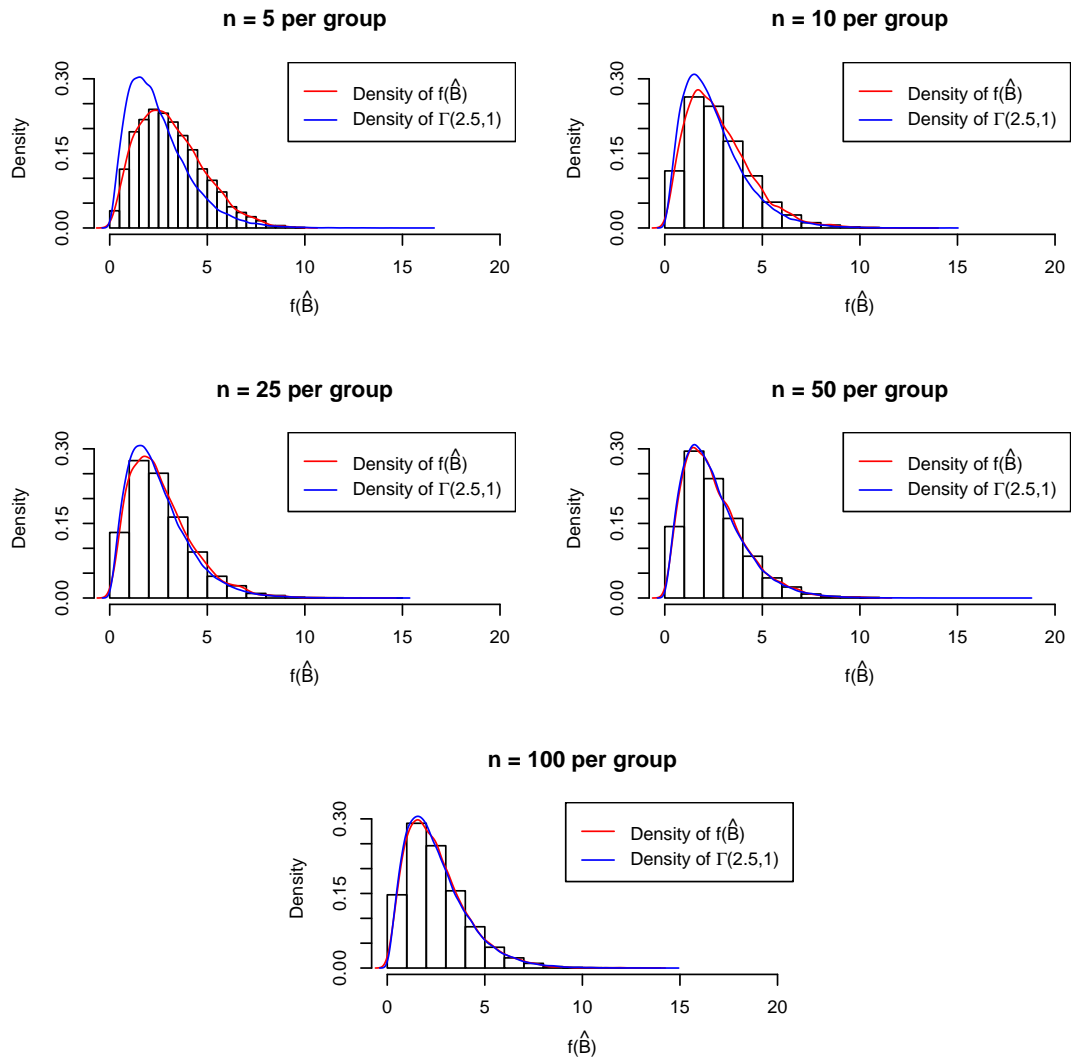 n = 5 per group
Density
0.00 0.15 0.30
Density of f(B̂)
Density of Γ(2.5,1)
0 5 10 15 20
f(B̂)
n = 10 per group
Density
0.00 0.15 0.30
Density of f(B̂)
Density of Γ(2.5,1)
0 5 10 15 20
f(B̂)
n = 25 per group
Density
0.00 0.15 0.30
Density of f(B̂)
Density of Γ(2.5,1)
0 5 10 15 20
f(B̂)
n = 50 per group
Density
0.00 0.15 0.30
Density of f(B̂)
Density of Γ(2.5,1)
0 5 10 15 20
f(B̂)
n = 100 per group
Density
0.00 0.15 0.30
Density of f(B̂)
Density of Γ(2.5,1)
0 5 10 15 20
f(B̂)